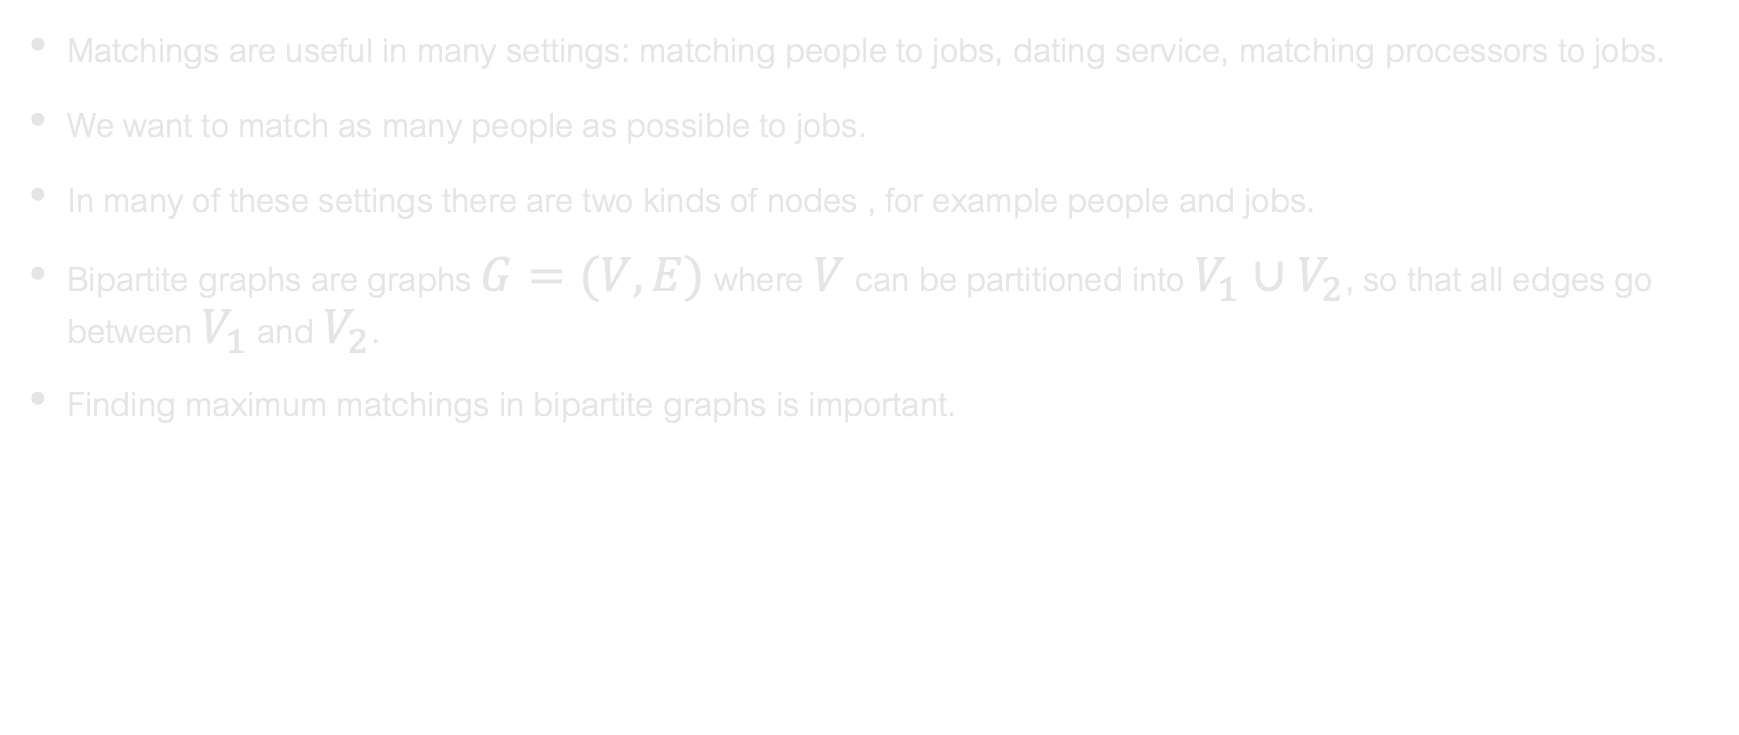 • Matchings are useful in many settings: matching people to jobs, dating service, matching processors to jobs.
• We want to match as many people as possible to jobs.
• In many of these settings there are two kinds of nodes , for example people and jobs.
• Bipartite graphs are graphs G = (V, E) where V can be partitioned into V₁ ∪ V₂, so that all edges go
between V₁ and V₂.
• Finding maximum matchings in bipartite graphs is important.